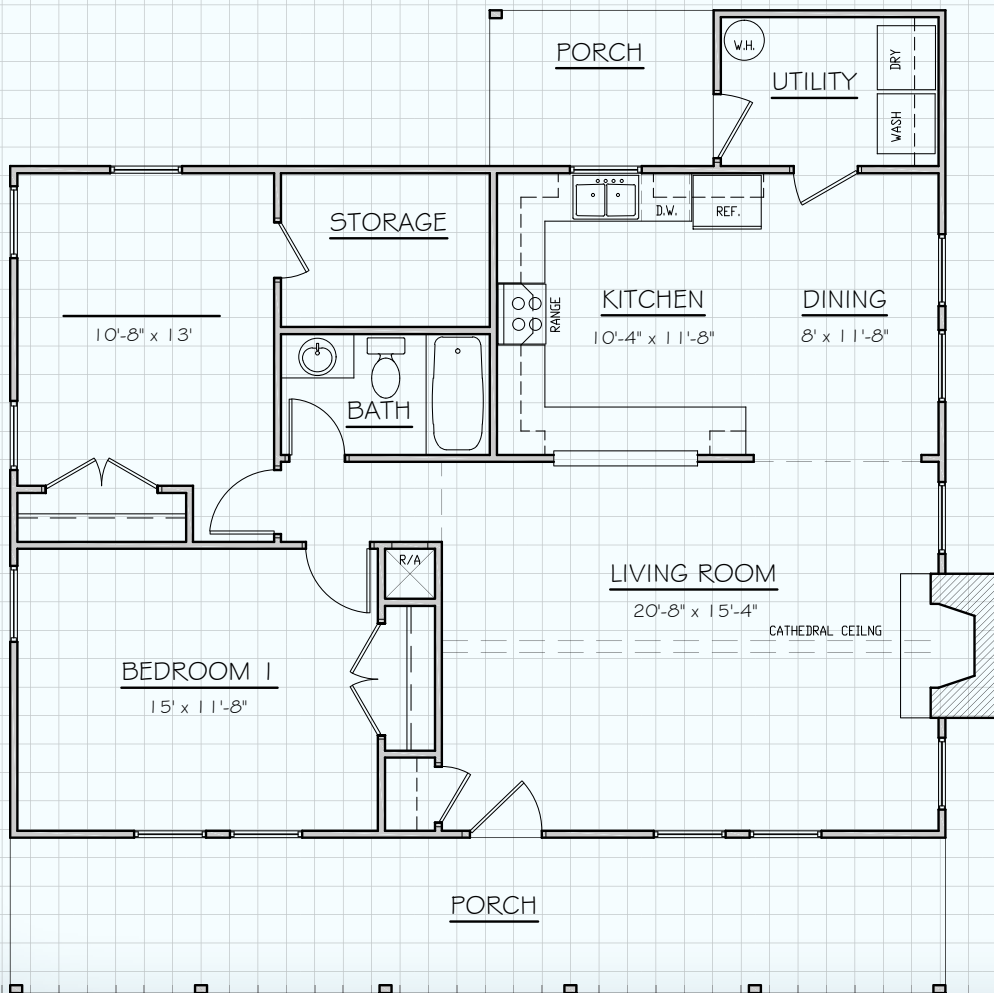 PORCH
W.H.
UTILITY
DRY
WASH
STORAGE
D.W.
REF.
10'-8" x 13'
KITCHEN
10'-4" x 11'-8"
RANGE
DINING
8' x 11'-8"
BATH
R/A
LIVING ROOM
20'-8" x 15'-4"
CATHEDRAL CEILNG
BEDROOM 1
15' x 11'-8"
PORCH